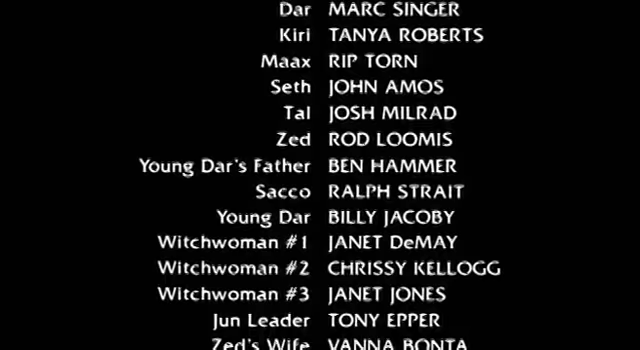 Dar MARC SINGER
Kiri TANYA ROBERTS
Maax RIP TORN
Seth JOHN AMOS
Tal JOSH MILRAD
Zed ROD LOOMIS
Young Dar's Father BEN HAMMER
Sacco RALPH STRAIT
Young Dar BILLY JACOBY
Witchwoman #1 JANET DeMAY
Witchwoman #2 CHRISSY KELLOGG
Witchwoman #3 JANET JONES
Jun Leader TONY EPPER
Zed's Wife VANNA BONTA